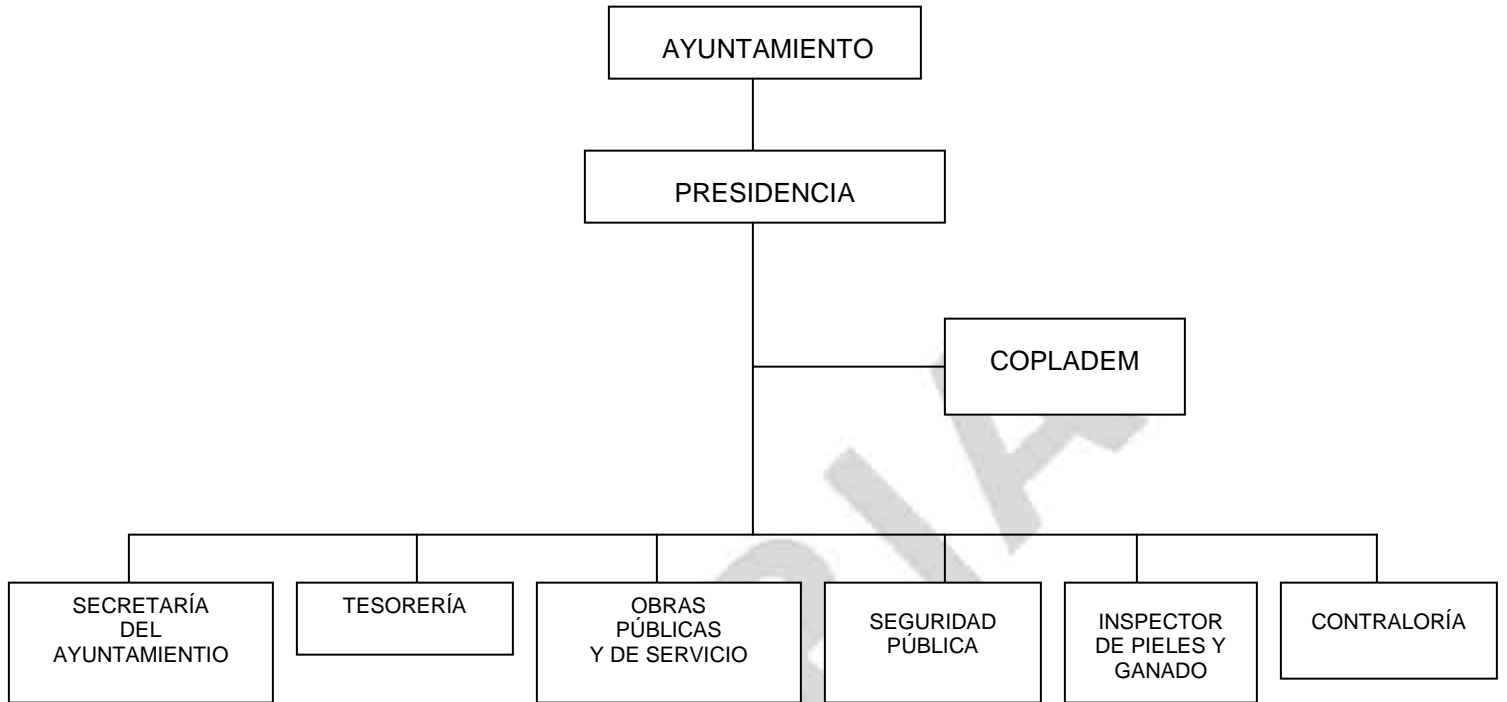 AYUNTAMIENTO
PRESIDENCIA
COPLADEM
SECRETARÍA
DEL
AYUNTAMIENTIO
TESORERÍA
OBRAS
PÚBLICAS
Y DE SERVICIO
SEGURIDAD
PÚBLICA
INSPECTOR
DE PIELES Y
GANADO
CONTRALORÍA